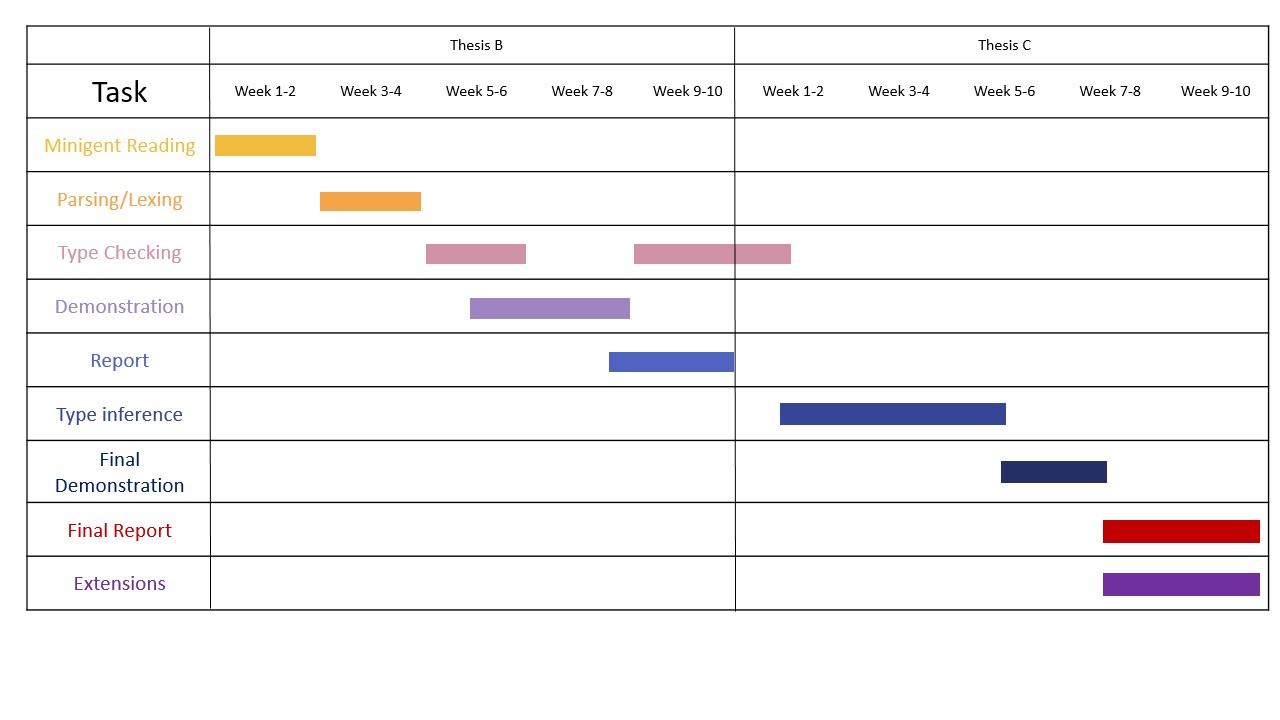 Thesis B
Thesis C
Task
Week 1-2
Week 3-4
Week 5-6
Week 7-8
Week 9-10
Week 1-2
Week 3-4
Week 5-6
Week 7-8
Week 9-10
Minigent Reading
Parsing/Lexing
Type Checking
Demonstration
Report
Type inference
Final
Demonstration
Final Report
Extensions